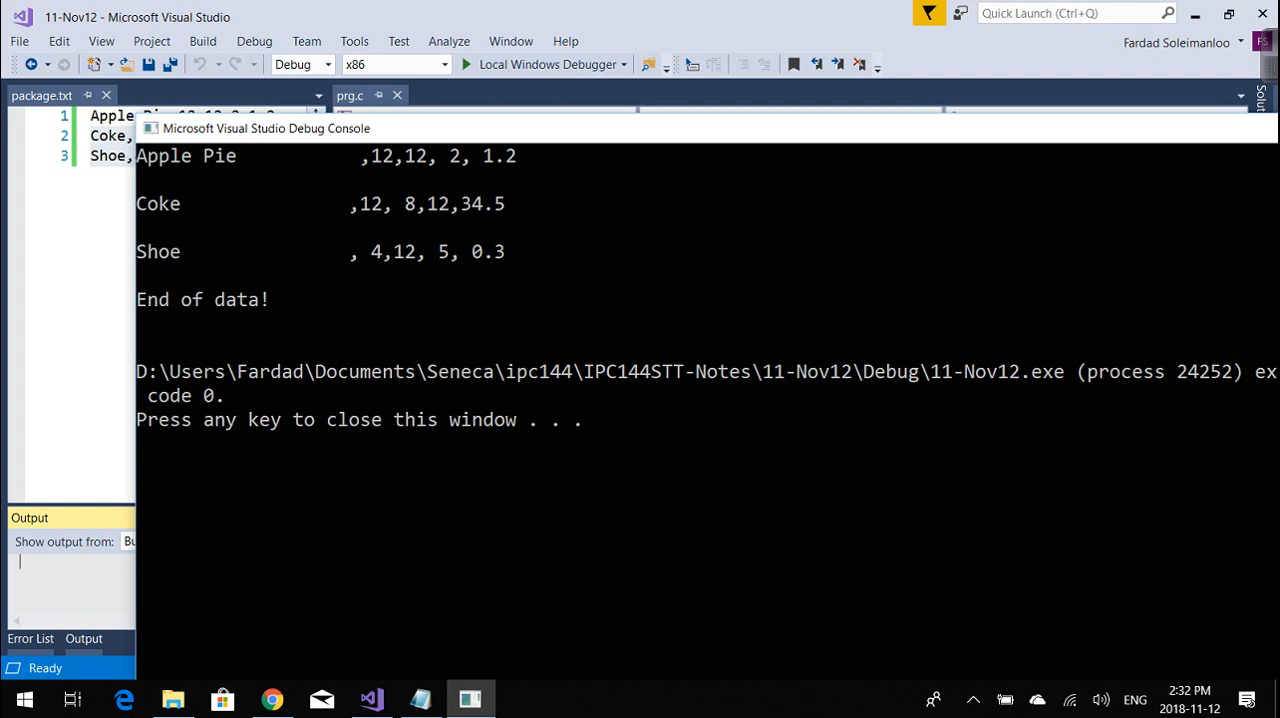 11-Nov12 - Microsoft Visual Studio
Quick Launch (Ctrl+Q)
File Edit View Project Build Debug Team Tools Test Analyze Window Help
Fardad Soleimanloo FS
Debug x86 Local Windows Debugger
package.txt prg.c
1 Apple
2 Coke,
3 Shoe,
Microsoft Visual Studio Debug Console
Apple Pie           ,12,12, 2, 1.2
Coke               ,12, 8,12,34.5
Shoe               , 4,12, 5, 0.3
End of data!
D:\Users\Fardad\Documents\Seneca\ipc144\IPC144STT-Notes\11-Nov12\Debug\11-Nov12.exe (process 24252) ex
code 0.
Press any key to close this window . . .
Output
Show output from: Bu
Error List Output
Ready
ENG
2:32 PM
2018-11-12
Solut